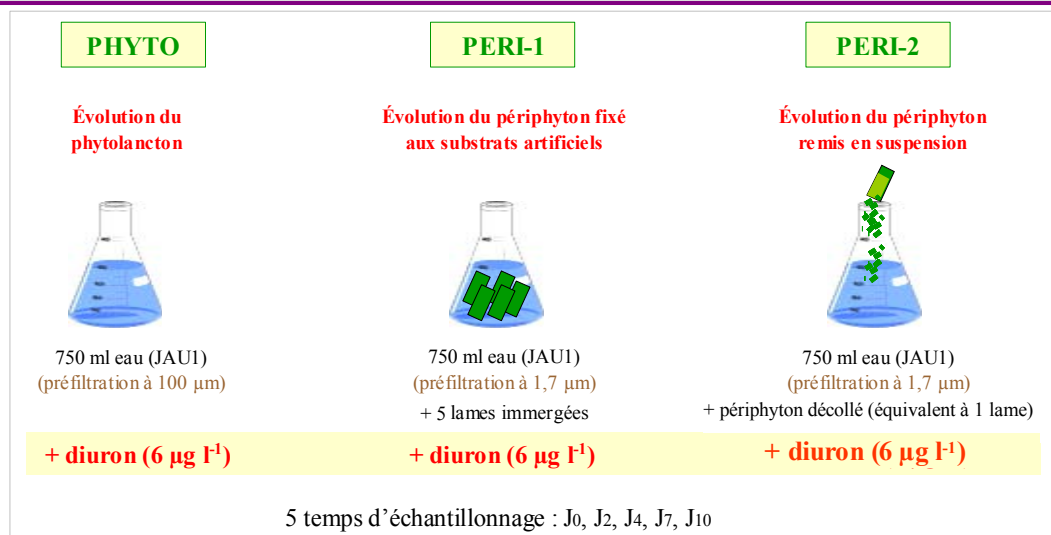 PHYTO
Évolution du
phytolancton
750 ml eau (JAU1)
(préfiltration à 100 µm)
+ diuron (6 µg l-1)
PERI-1
Évolution du périphyton fixé
aux substrats artificiels
750 ml eau (JAU1)
(préfiltration à 1,7 µm)
+ 5 lames immergées
+ diuron (6 µg l-1)
PERI-2
Évolution du périphyton
remis en suspension
750 ml eau (JAU1)
(préfiltration à 1,7 µm)
+ périphyton décollé (équivalent à 1 lame)
+ diuron (6 µg l-1)
5 temps d’échantillonnage : J0, J2, J4, J7, J10